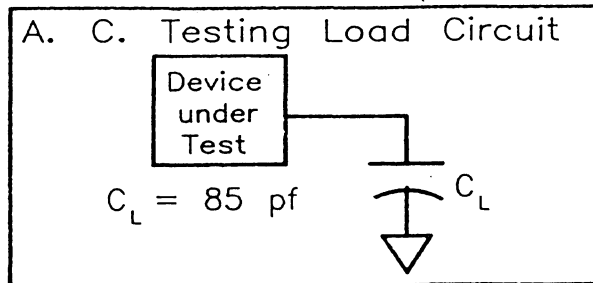 A. C. Testing Load Circuit
Device
under
Test
C_L = 85 pf
C_L